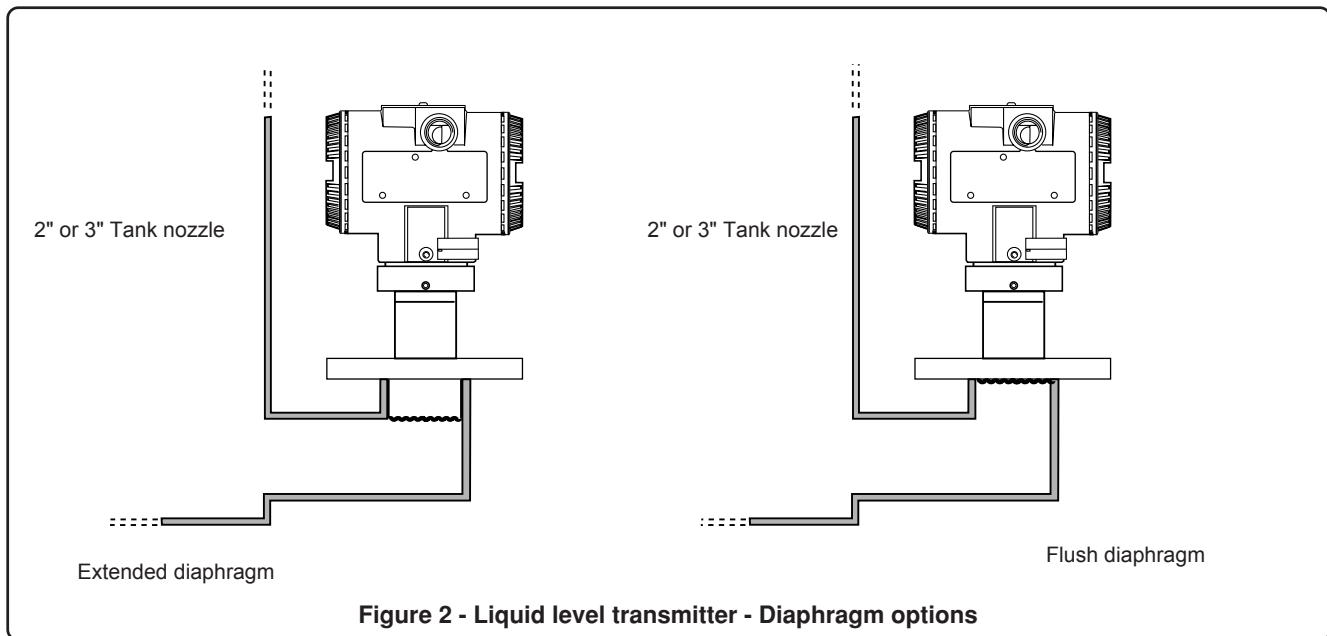 2" or 3" Tank nozzle
2" or 3" Tank nozzle
Extended diaphragm
Flush diaphragm
Figure 2 - Liquid level transmitter - Diaphragm options